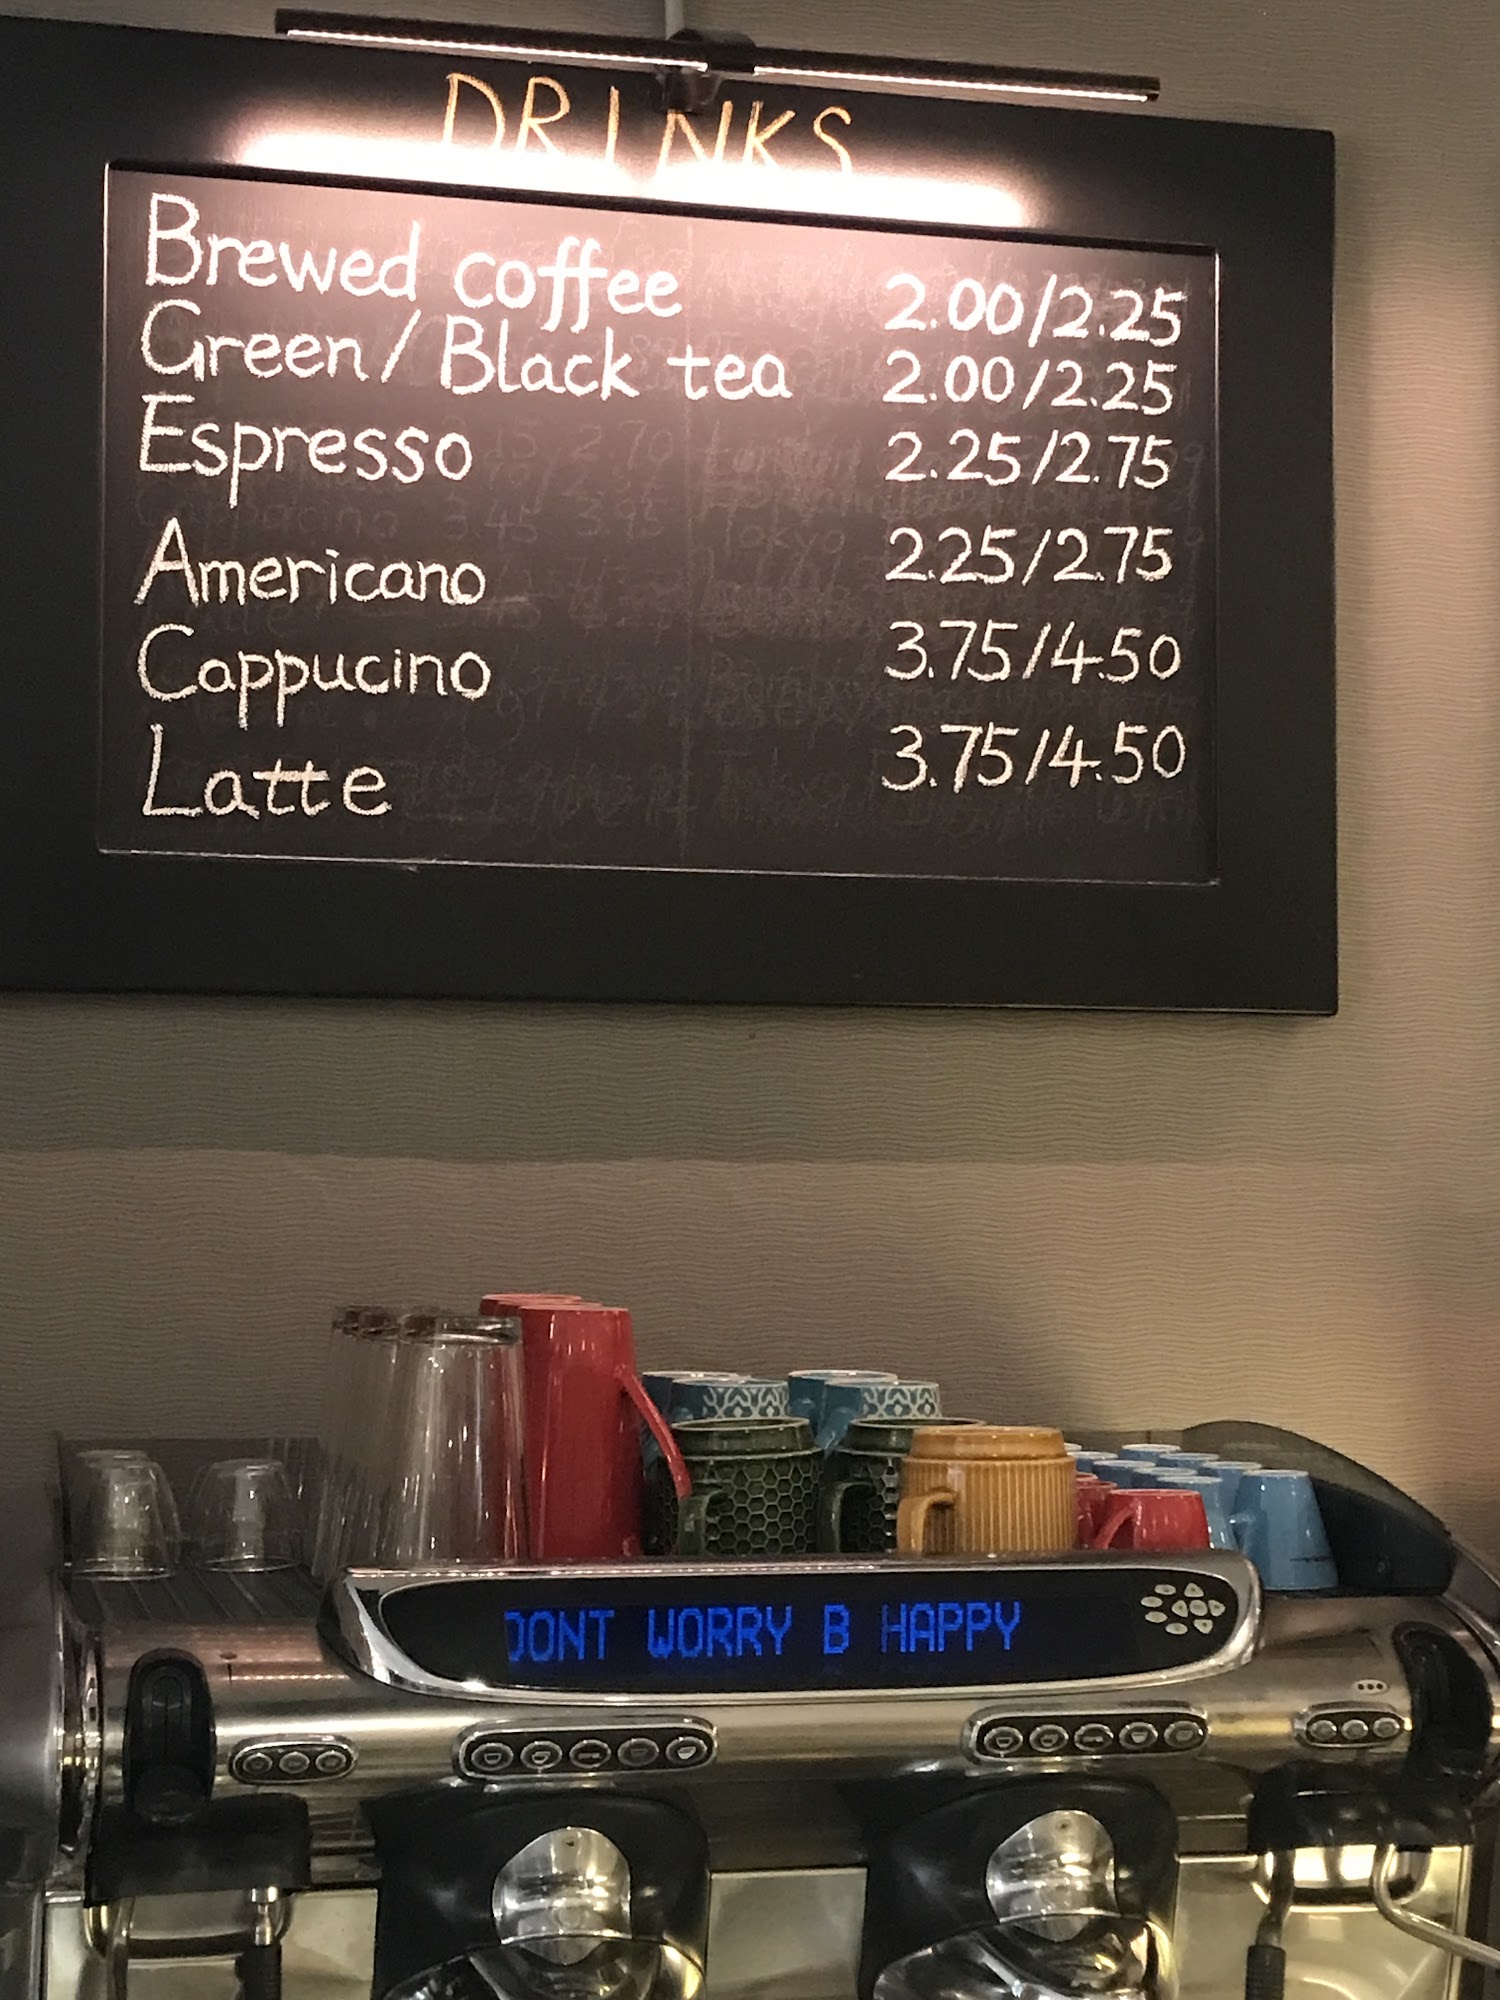 DRINKS
Brewed coffee 2.00/2.25
Green/Black tea 2.00/2.25
Espresso 2.25/2.75
Americano 2.25/2.75
Cappucino 3.75/4.50
Latte 3.75/4.50
DONT WORRY B HAPPY